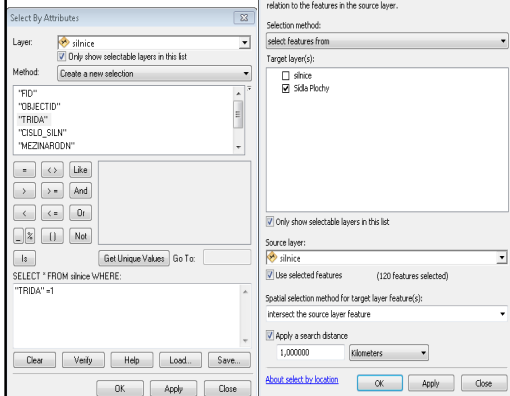 Select By Attributes
Layer:
silnice
Only show selectable layers in this list
Method:
Create a new selection
"FID"
"OBJECTID"
"TRIDA"
"CISLO_SILN"
"MEZINARODN"
= < > Like
> > = And
< < = Or
_ % ( ) Not
Is
Get Unique Values
Go To:
SELECT * FROM silnice WHERE:
"TRIDA" =1
Clear
Verify
Help
Load...
Save...
OK
Apply
Close
relation to the features in the source layer.
Selection method:
select features from
Target layer(s):
silnice
Sidla Plochy
Only show selectable layers in this list
Source layer:
silnice
Use selected features
(120 features selected)
Spatial selection method for target layer feature(s):
intersect the source layer feature
Apply a search distance
1,000000
Kilometers
About select by location
OK
Apply
Close